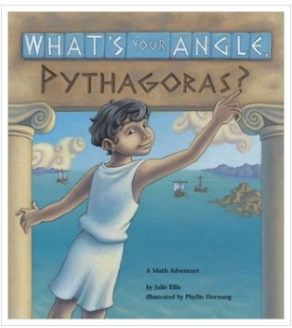 WHAT'S YOUR ANGLE,
PYTHAGORAS?
A Math Adventure
by Julie Ellis
Illustrated by Phyllis Hornung